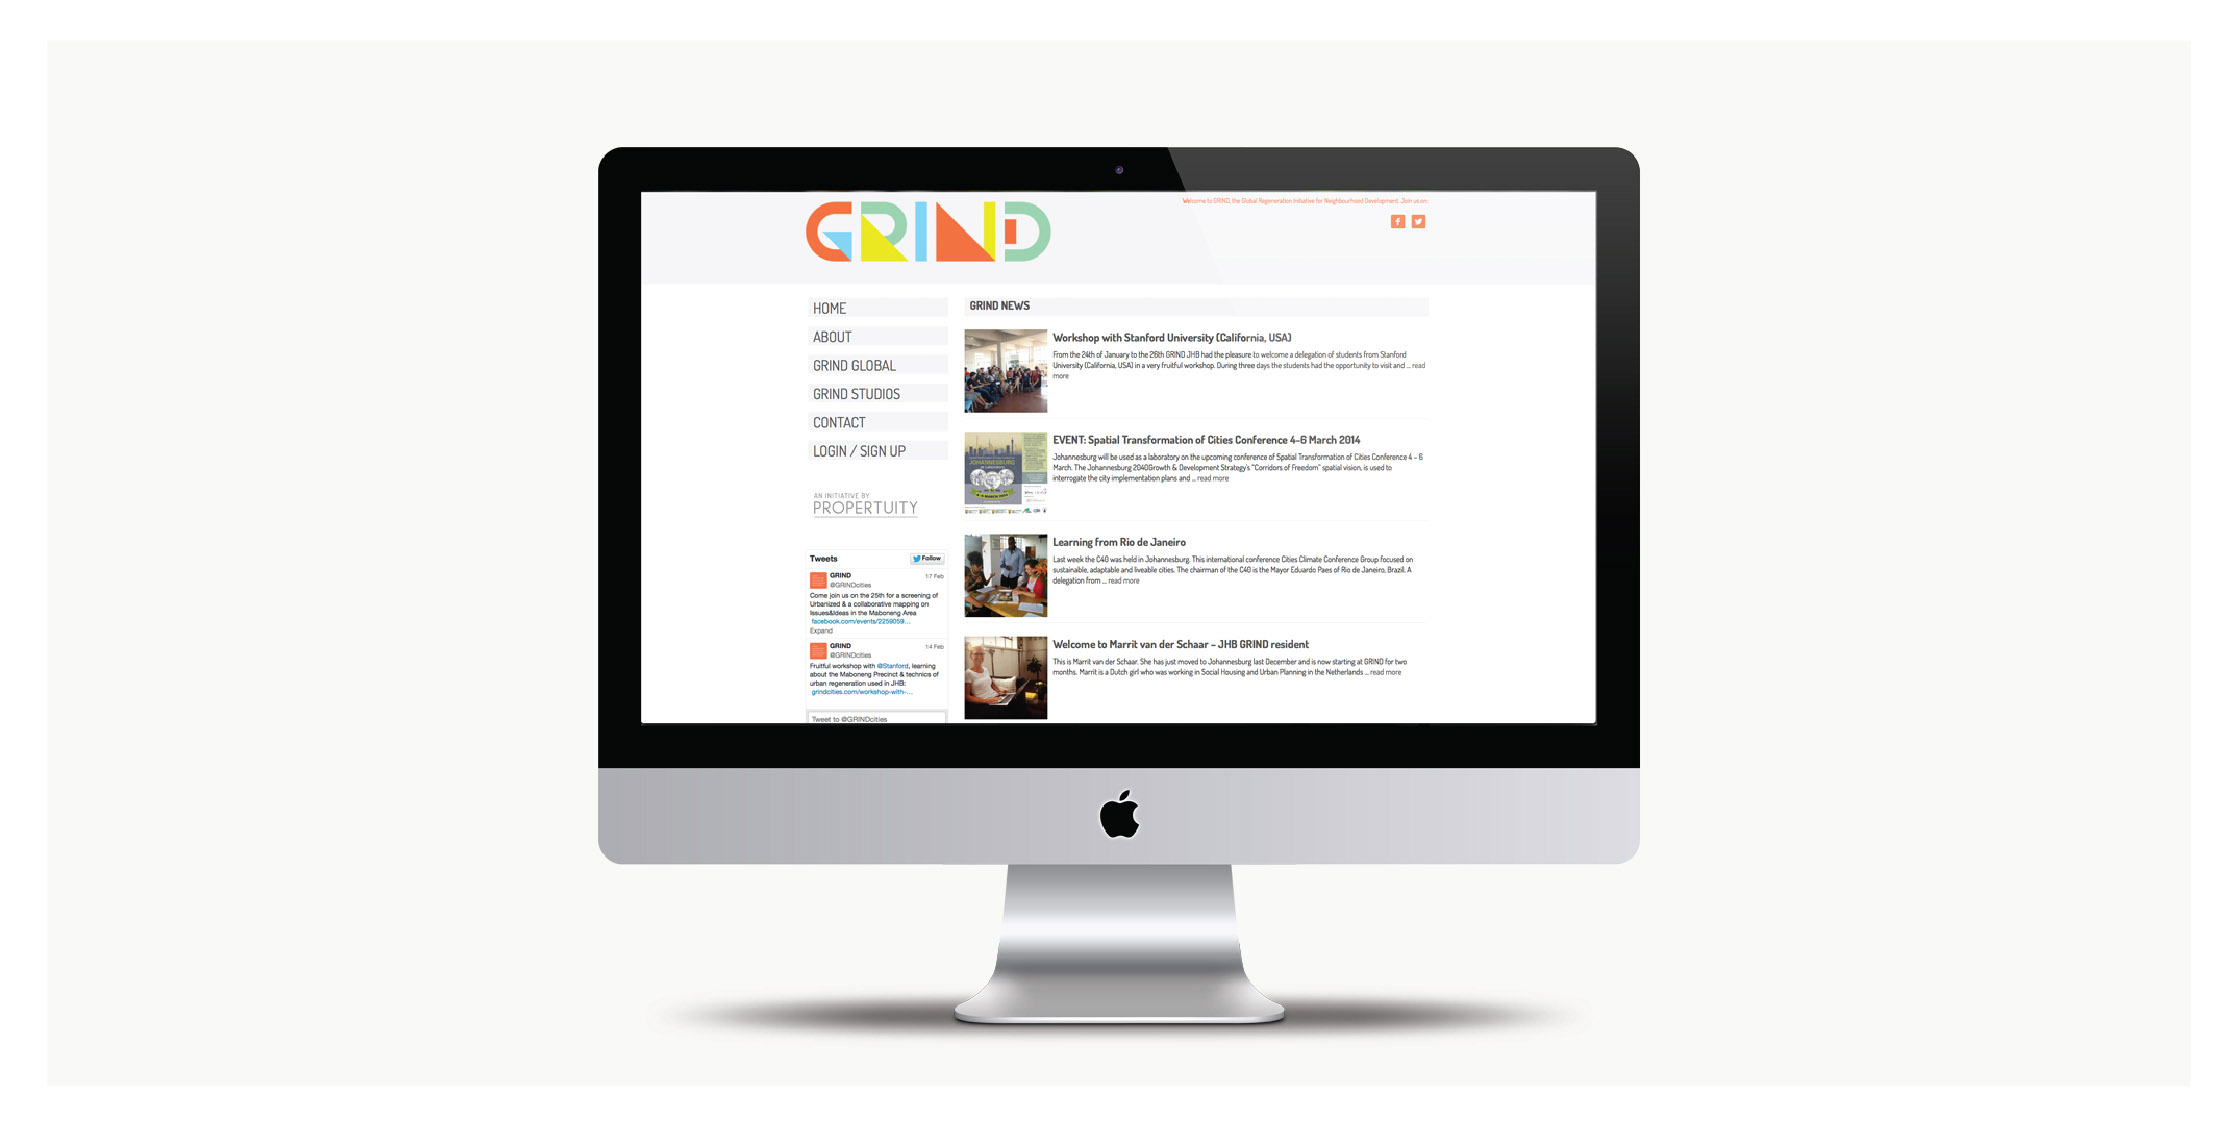 GRIND
Welcome to GRIND, the Global Regeneration Initiative for Neighbourhood Development. Join us on:
HOME
ABOUT
GRIND GLOBAL
GRIND STUDIOS
CONTACT
LOGIN / SIGN UP
AN INITIATIVE BY
PROPERTUITY
Tweets
Follow
GRIND
17 Feb
@GRINDcities
Come join us on the 25th for a screening of
Urbanized & a collaborative mapping on
Issues&Ideas in the Maboneng Area
Expand
GRIND
14 Feb
@GRINDcities
Fruitful workshop with @Stanford, learning
about the Maboneng Precinct & technics of
urban regeneration used in JHB:
grindcities.com/workshop-with-...
Tweet to @GRINDcities
GRIND NEWS
Workshop with Stanford University (California, USA)
From the 24th of January to the 26th GRIND JHB had the pleasure to welcome a dellegation of students from Stanford
University (California, USA) in a very fruitful workshop. During three days the students had the opportunity to visit and ... read
more
JOHANNESBURG
EVENT: Spatial Transformation of Cities Conference 4-6 March 2014
Johannesburg will be used as a laboratory on the upcoming conference of Spatial Transformation of Cities Conference 4 – 6
March. The Johannesburg 2040Growth & Development Strategy's "Corridors of Freedom" spatial vision, is used to
interrogate the city implementation plans and ... read more
Learning from Rio de Janeiro
Last week the C40 was held in Johannesburg. This international conference Cities Climate Conference Group focused on
sustainable, adaptable and liveable cities. The chairman of the C40 is the Mayor Eduardo Paes of Rio de Janeiro, Brazil. A
delegation from ... read more
Welcome to Marrit van der Schaar – JHB GRIND resident
This is Marrit van der Schaar. She has just moved to Johannesburg last December and is now starting at GRIND for two
months. Marrit is a Dutch girl who was working in Social Housing and Urban Planning in the Netherlands ... read more